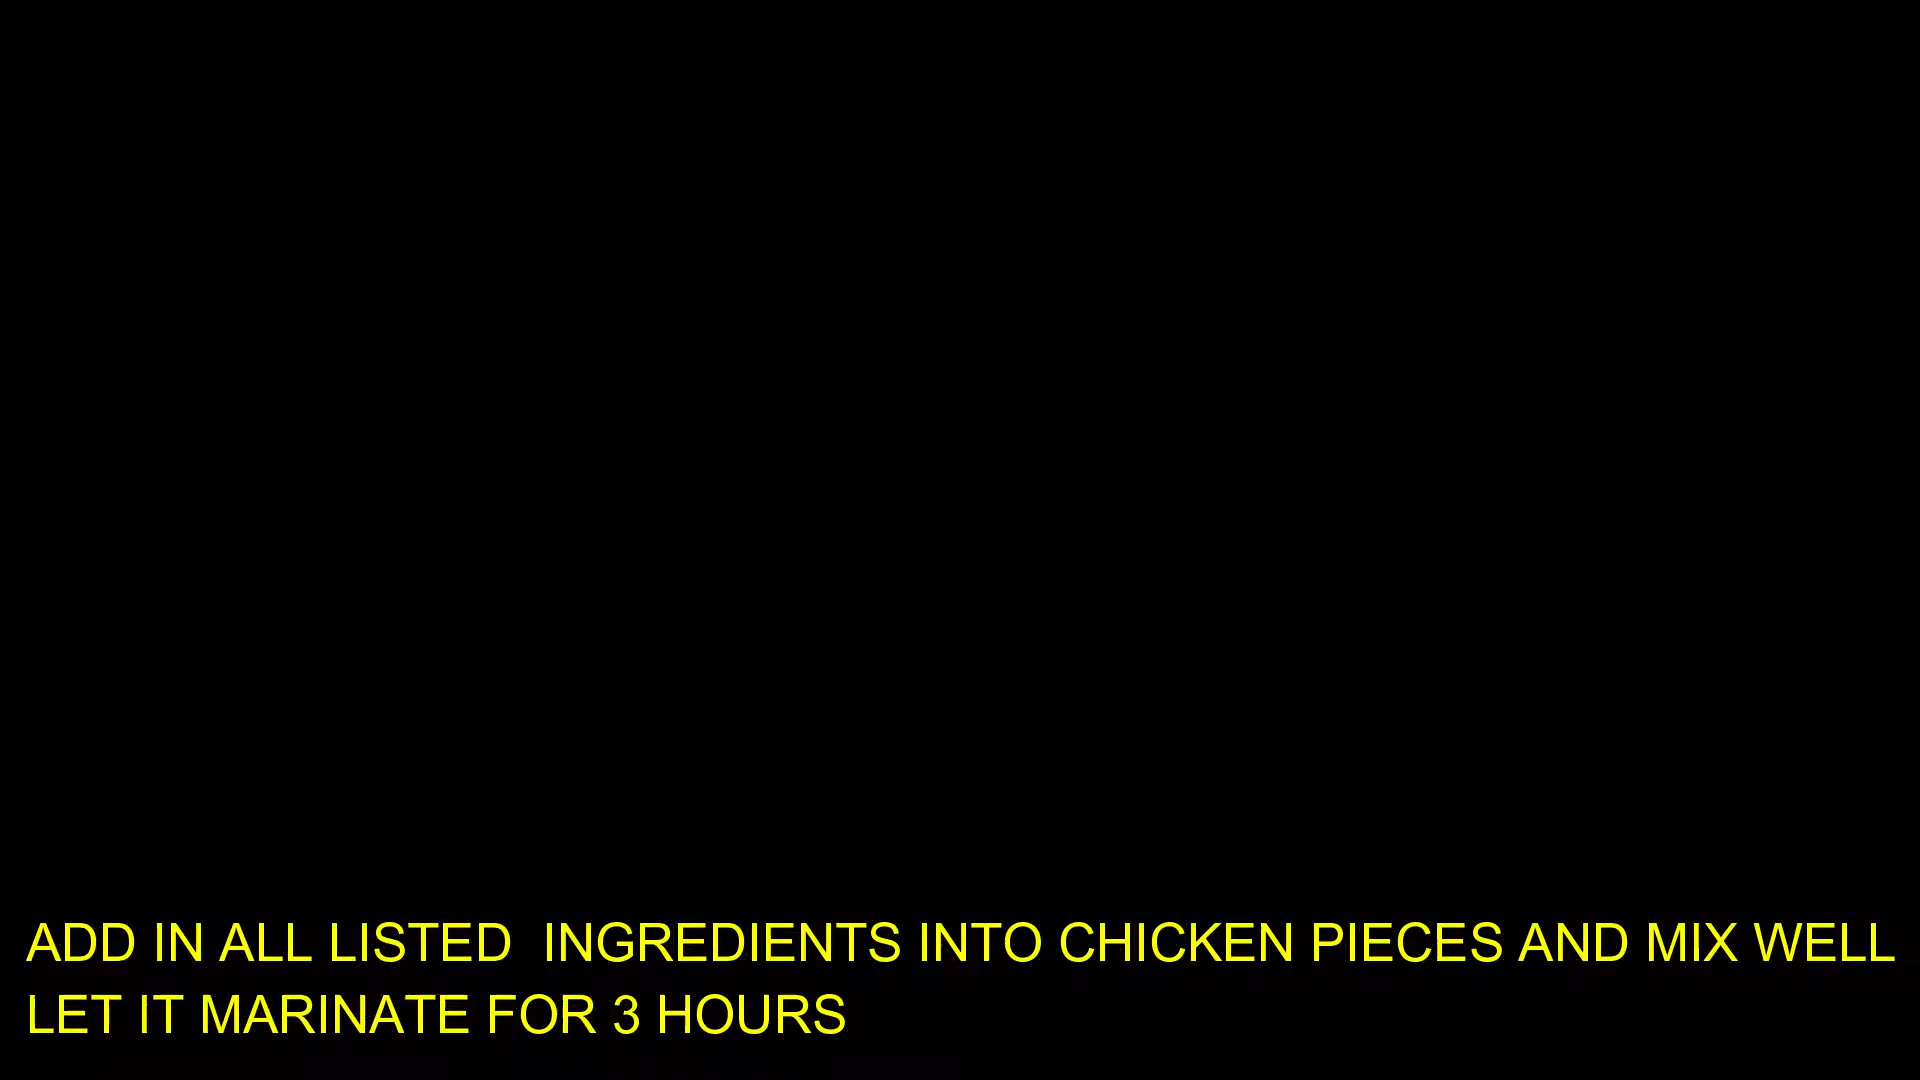 ADD IN ALL LISTED  INGREDIENTS INTO CHICKEN PIECES AND MIX WELL
LET IT MARINATE FOR 3 HOURS